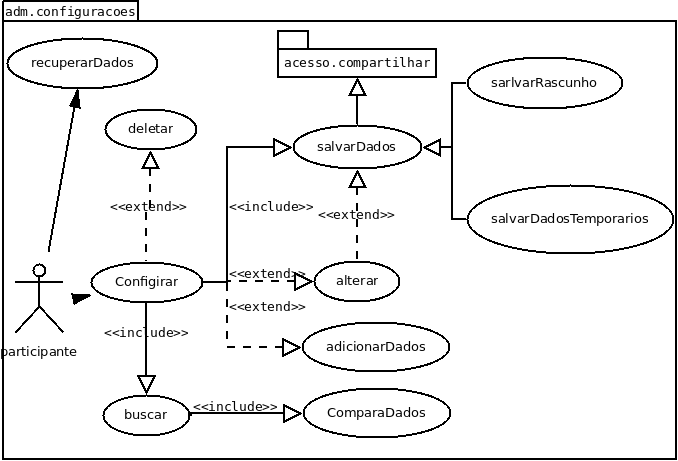 adm.configuracoes
recuperarDados
acesso.compartilhar
sarlvarRascunho
deletar
salvarDados
<<extend>>
<<include>>
<<extend>>
salvarDadosTemporarios
Configirar
<<extend>>
alterar
<<extend>>
participante
<<include>>
adicionarDados
buscar
<<include>>
ComparaDados